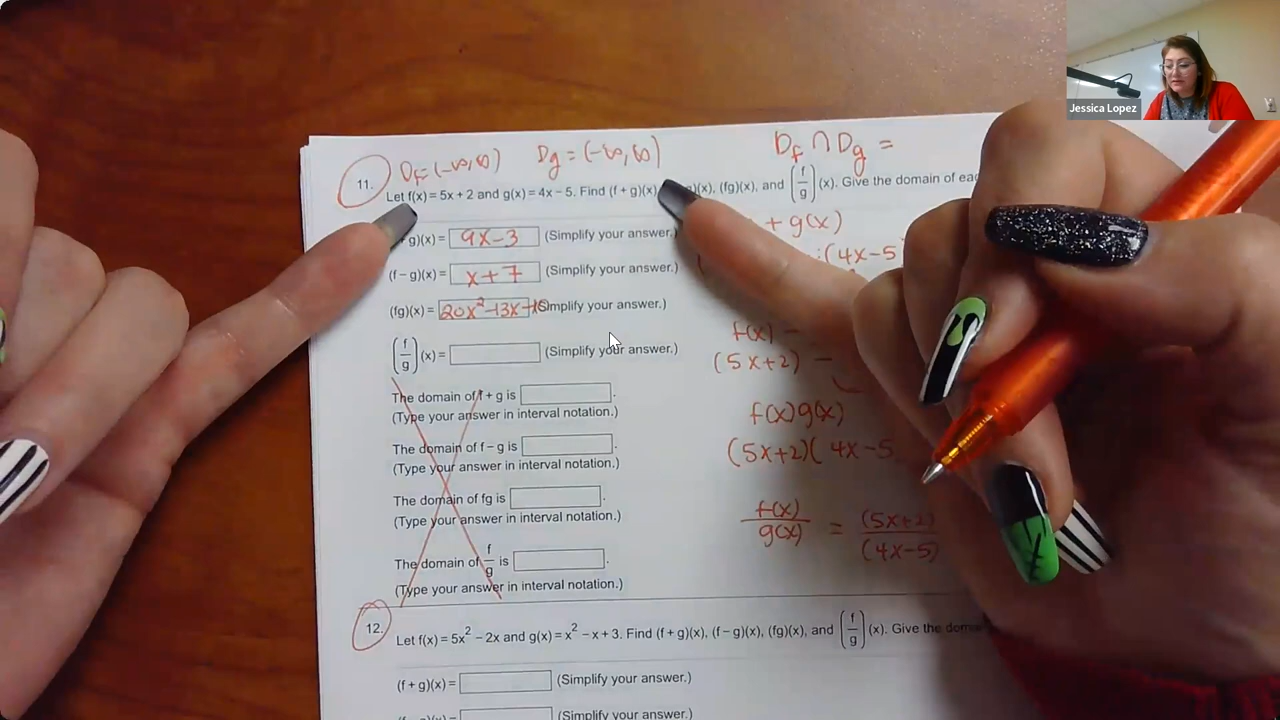 Jessica Lopez
11.
Df = (-∞, ∞) Dg = (-∞, ∞) Df ∩ Dg =
Let f(x) = 5x + 2 and g(x) = 4x - 5. Find (f + g)(x), g)(x), (fg)(x), and (f/g)(x). Give the domain of
+ g(x)
g)(x) = 9x-3 (Simplify your answer.)
(4x-5
(f - g)(x) = x+7 (Simplify your answer.)
(fg)(x) = 20x² -13x (Simplify your answer.)
f(x) -
(f/g)(x) = (Simplify your answer.)
(5x+2) -
The domain of f + g is .
(Type your answer in interval notation.)
f(x)g(x)
The domain of f - g is .
(5x+2)(4x-5
(Type your answer in interval notation.)
The domain of fg is .
(Type your answer in interval notation.)
f(x)/g(x) = (5x+2)/(4x-5)
The domain of f/g is .
(Type your answer in interval notation.)
12.
Let f(x) = 5x² - 2x and g(x) = x² - x + 3. Find (f + g)(x), (f - g)(x), (fg)(x), and (f/g)(x). Give the
(f + g)(x) = (Simplify your answer.)
(Simplify your answer.)